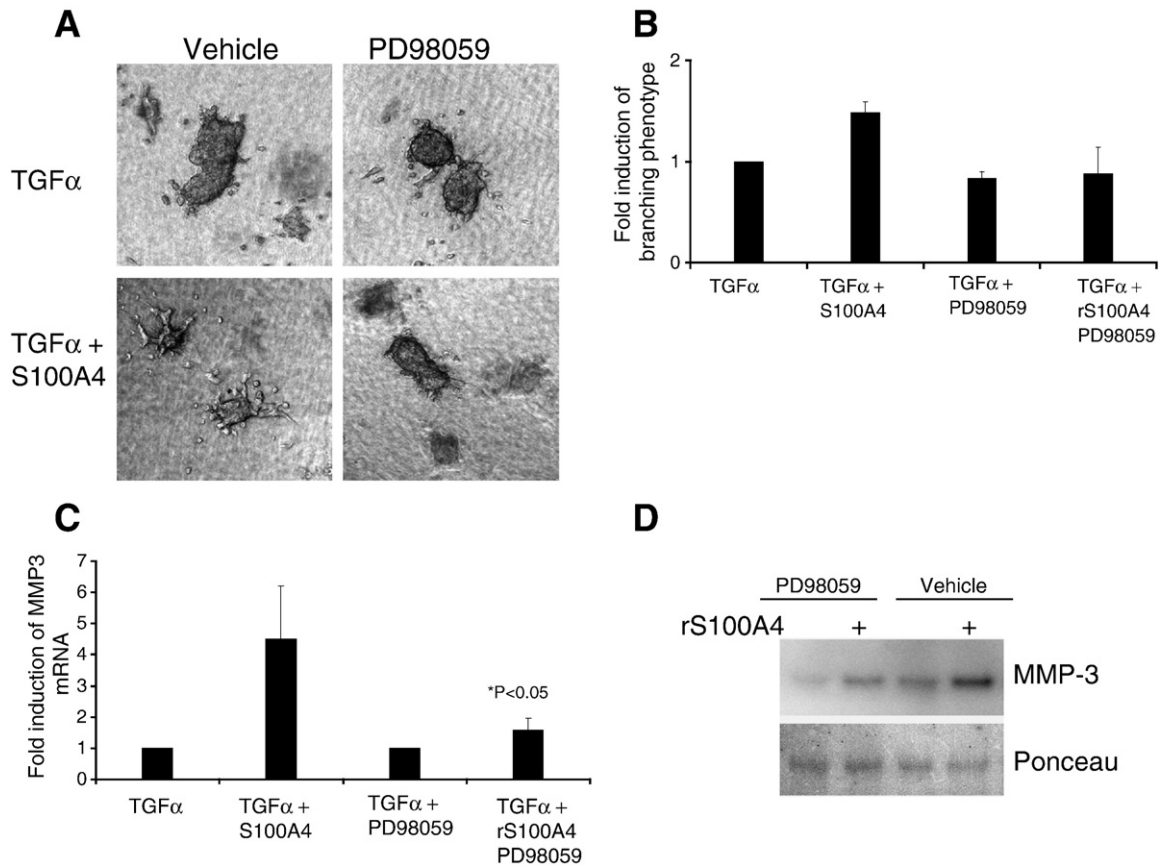 A
Vehicle PD98059
TGFα
TGFα +
S100A4
B
Fold induction of
branching phenotype
2
1
0
TGFα
TGFα +
S100A4
TGFα +
PD98059
TGFα +
rS100A4
PD98059
C
Fold induction of MMP3
mRNA
7
6
5
4
3
2
1
0
*P<0.05
TGFα
TGFα +
S100A4
TGFα +
PD98059
TGFα +
rS100A4
PD98059
D
PD98059 Vehicle
rS100A4 + +
MMP-3
Ponceau